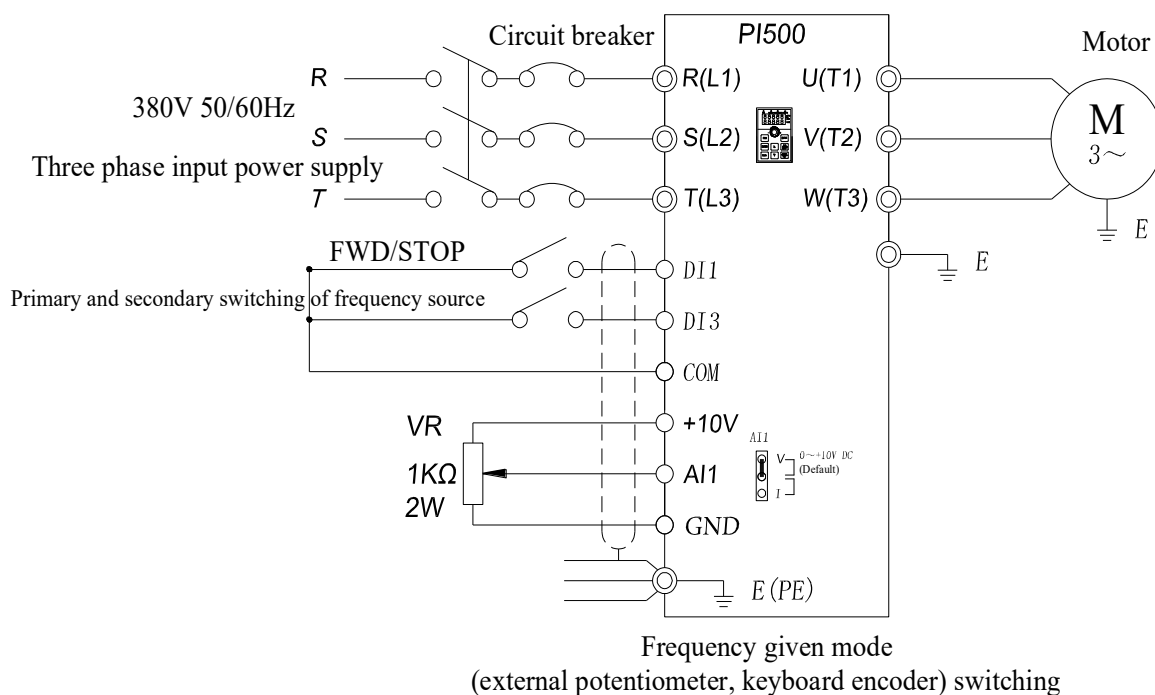 Circuit breaker
PI500
Motor
R
R(L1)
U(T1)
380V 50/60Hz
M
3～
S
S(L2)
V(T2)
Three phase input power supply
T
T(L3)
W(T3)
E
FWD/STOP
E
DI1
Primary and secondary switching of frequency source
DI3
COM
VR
+10V
AI1
V
0～+10V DC
(Default)
1KΩ
AI1
I
2W
GND
E(PE)
Frequency given mode
(external potentiometer, keyboard encoder) switching